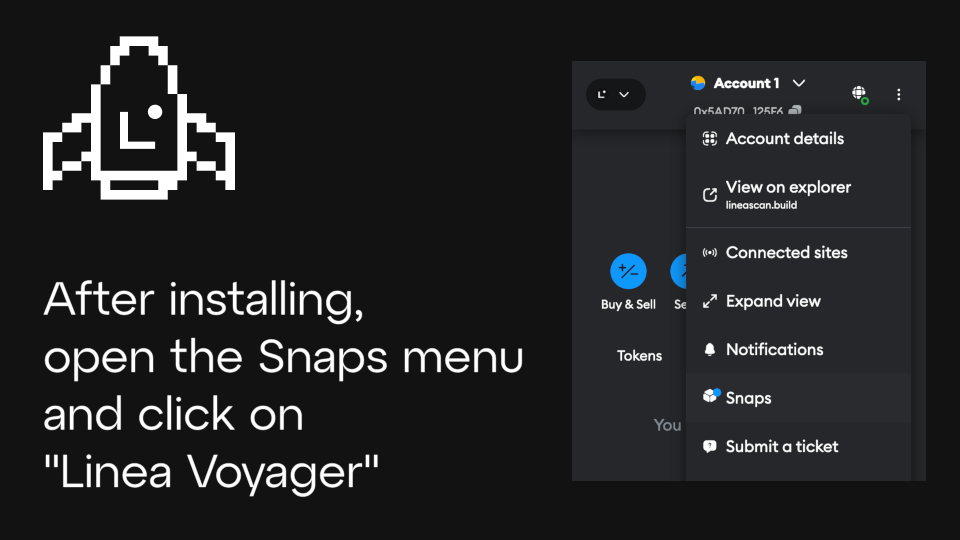 After installing,
open the Snaps menu
and click on
"Linea Voyager"
Account 1
0x5AD70 125F6
Account details
View on explorer
lineascan.build
Connected sites
Expand view
Notifications
Snaps
Submit a ticket
Buy & Sell
Se
Tokens
You